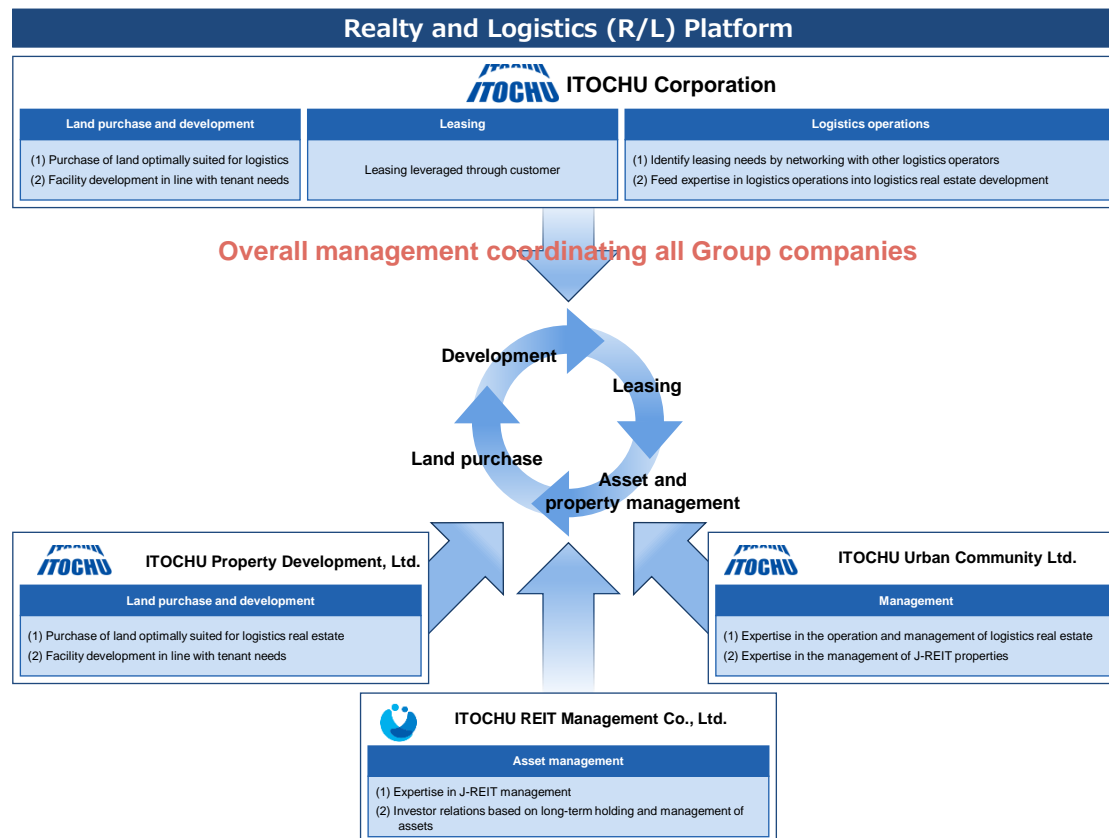 Realty and Logistics (R/L) Platform
ITOCHU
ITOCHU
ITOCHU Corporation
Land purchase and development
(1) Purchase of land optimally suited for logistics
(2) Facility development in line with tenant needs
Leasing
Leasing leveraged through customer
Logistics operations
(1) Identify leasing needs by networking with other logistics operators
(2) Feed expertise in logistics operations into logistics real estate development
Overall management coordinating all Group companies
Development
Leasing
Land purchase
Asset and
property management
ITOCHU
ITOCHU
ITOCHU Property Development, Ltd.
Land purchase and development
(1) Purchase of land optimally suited for logistics real estate
(2) Facility development in line with tenant needs
ITOCHU
ITOCHU
ITOCHU Urban Community Ltd.
Management
(1) Expertise in the operation and management of logistics real estate
(2) Expertise in the management of J-REIT properties
ITOCHU REIT Management Co., Ltd.
Asset management
(1) Expertise in J-REIT management
(2) Investor relations based on long-term holding and management of
assets